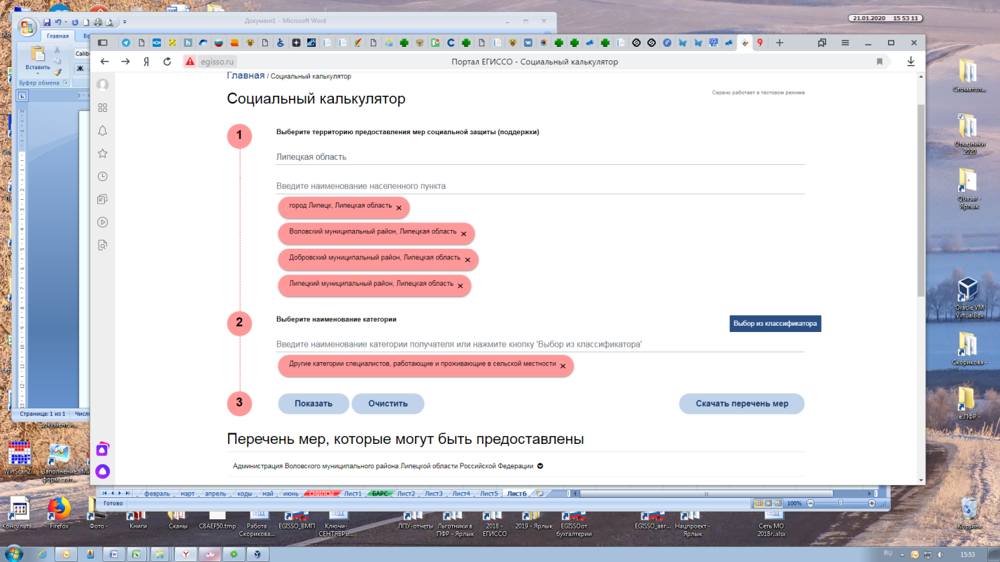 21.01.2020 15 53 11
Документ1 - Microsoft Word
Главная
Вставить
Calib
Ж
Буфер обмена
egisso.ru
Портал ЕГИССО - Социальный калькулятор
Главная / Социальный калькулятор
Социальный калькулятор
Сервис работает в тестовом режиме
1
Выберите территорию предоставления мер социальной защиты (поддержки)
Липецкая область
Введите наименование населенного пункта
город Липецк, Липецкая область ×
Воловский муниципальный район, Липецкая область ×
Добровский муниципальный район, Липецкая область ×
Липецкий муниципальный район, Липецкая область ×
2
Выберите наименование категории
Выбор из классификатора
Введите наименование категории получателя или нажмите кнопку 'Выбор из классификатора'
Другие категории специалистов, работающие и проживающие в сельской местности ×
3
Показать
Очистить
Скачать перечень мер
Перечень мер, которые могут быть предоставлены
Администрация Воловского муниципального района Липецкой области Российской Федерации
Страница: 1 из 1
Число
Стоматол...
Отказники
2020
Quasar -
Ярлык
Oracle VM
VirtualBox
Скорикова -
в ПФР -
Корзина
документ и...
WinScan2...
Заполнение
форм стат...
февраль
март
апрель
коды
май
июнь
СНИЛСЫ
Лист1
БАРС
Лист2
Лист3
Лист4
Лист5
Лист6
Готово
100%
Консульта...
Firefox
Фото -
Книги
Сканы
C8AEF50.tmp
Работа
Скорикова...
EGISSO_ВМП
Ключи-
СЕНТЯБРЬ...
ЛПУ-отчеты
Льготники в
ПФР - Ярлык
2018 -
ЕГИССО
2019 - Ярлык
EGISSOот
бухгалтерии
EGISSO_авг...
Нацпроект -
Ярлык
Сеть МО
2018г..xlsx
RU
15:53